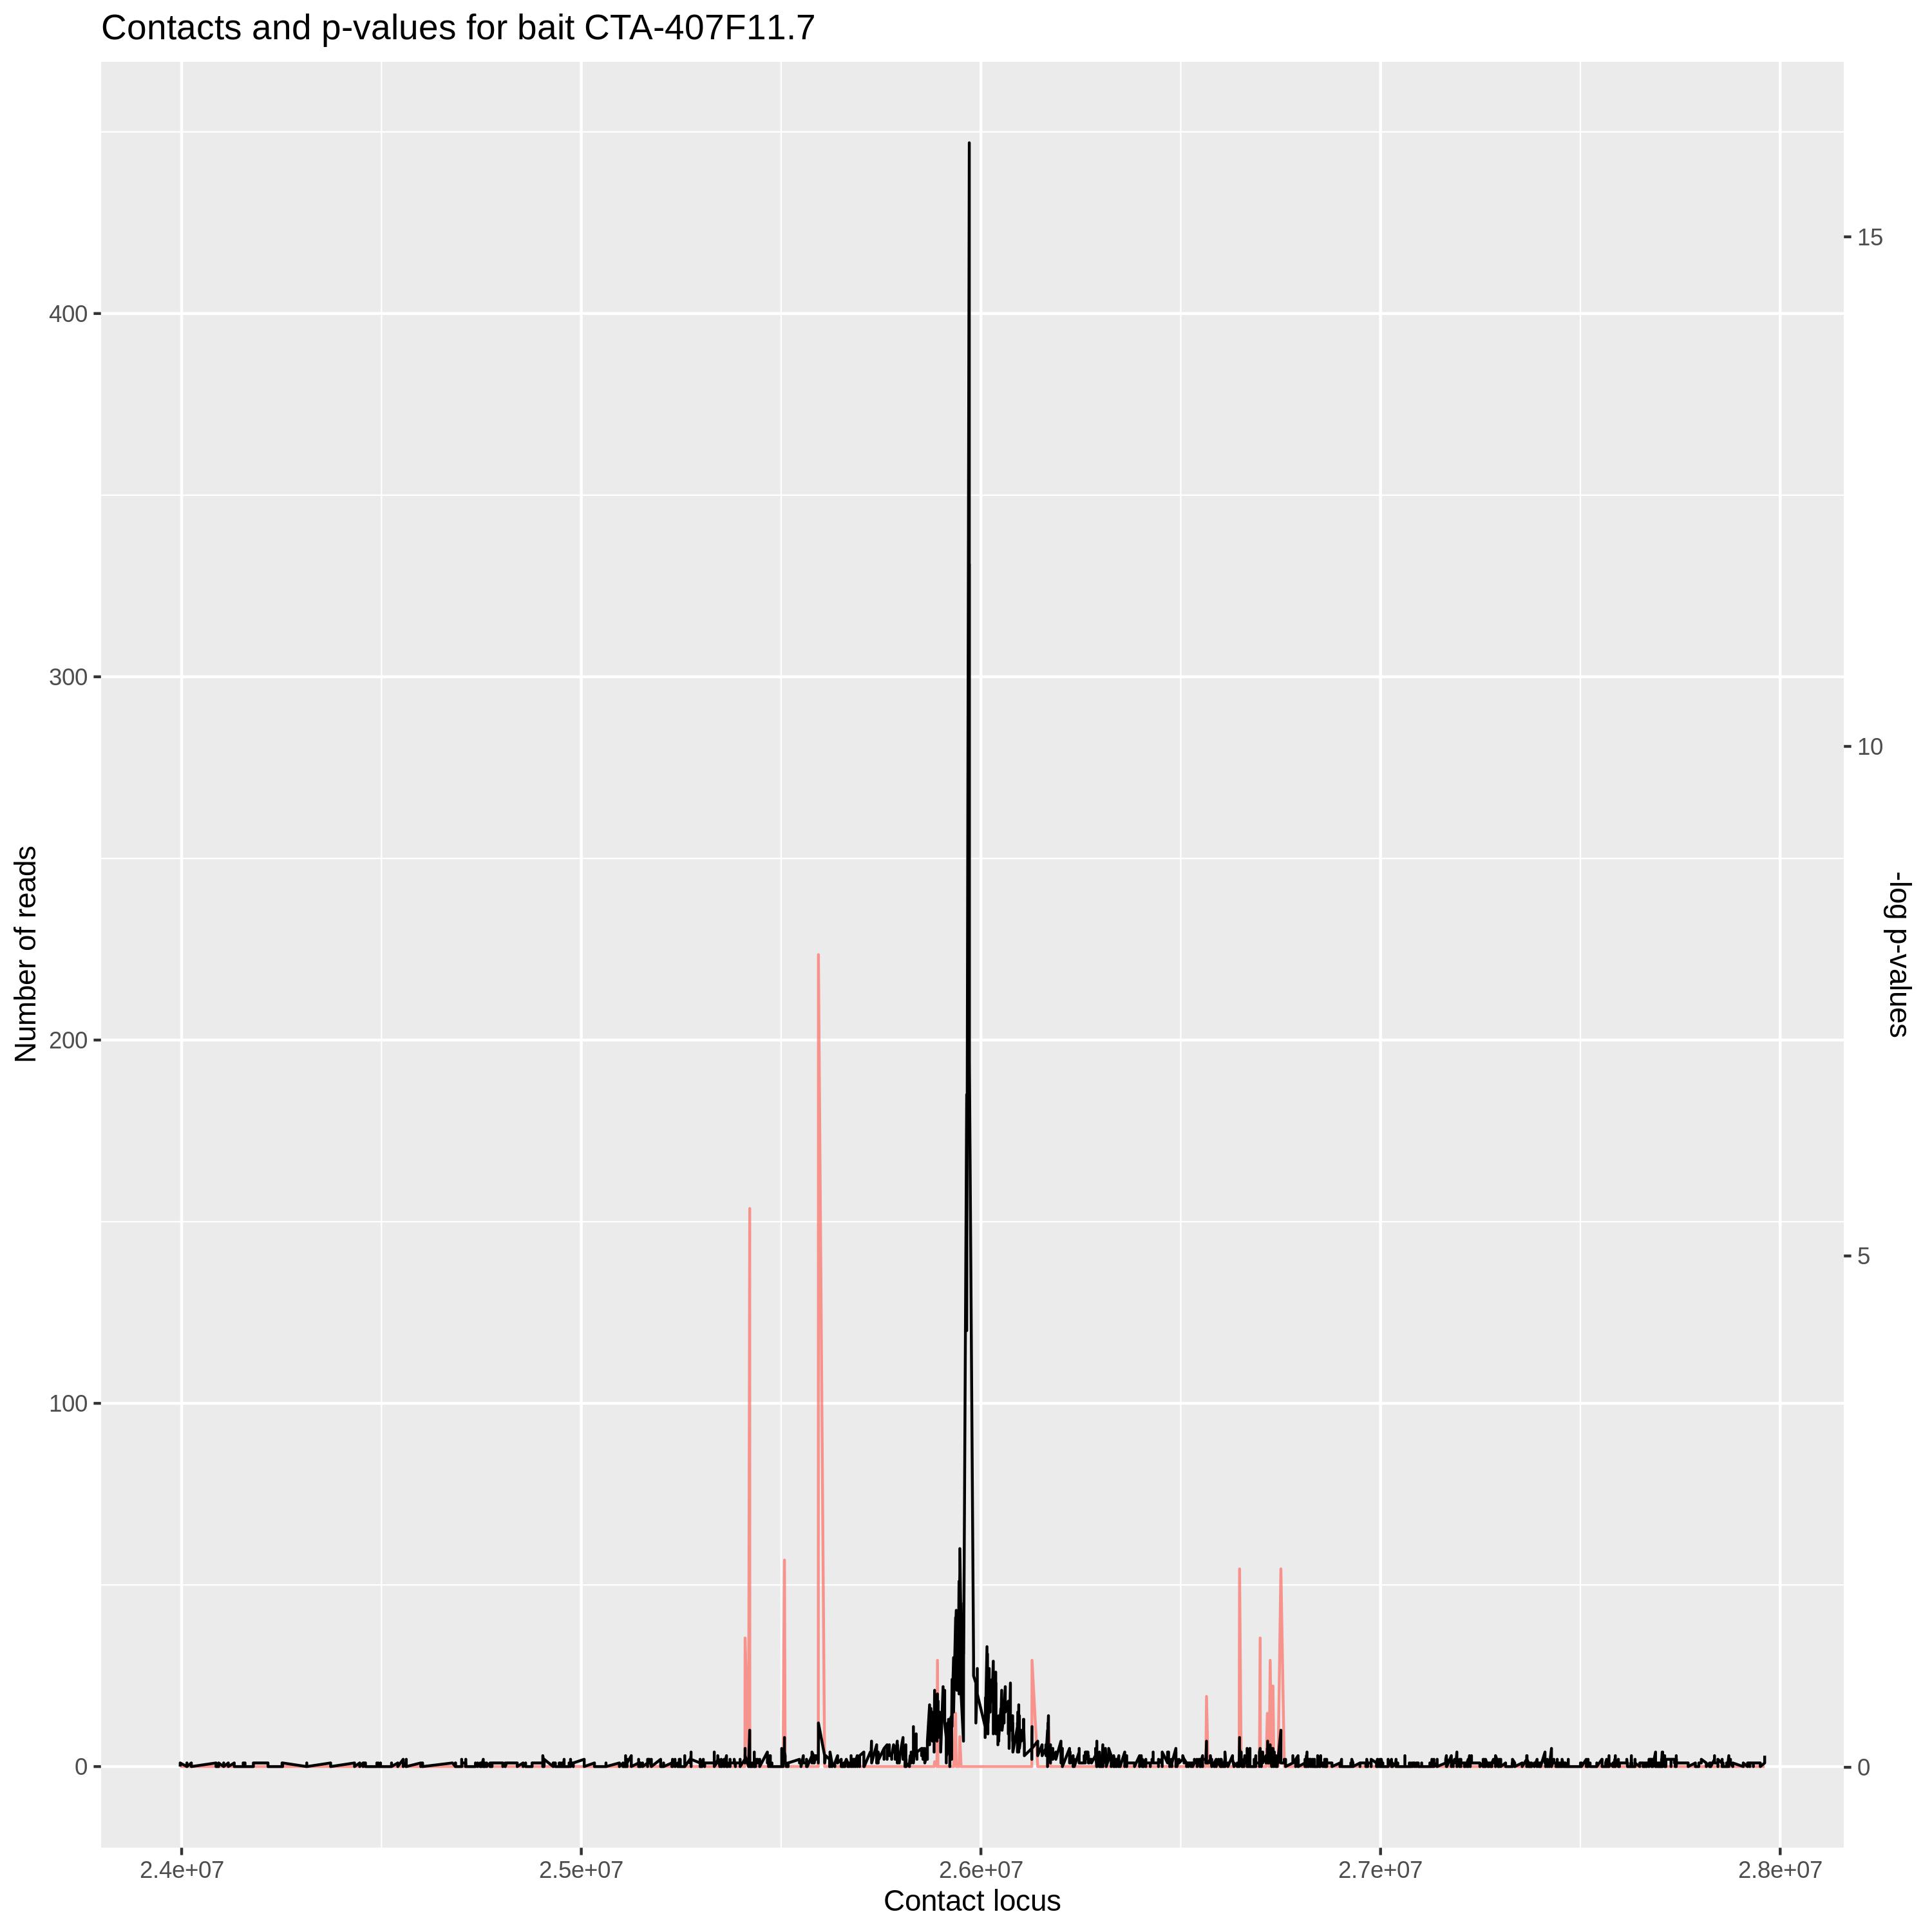 Contacts and p-values for bait CTA-407F11.7
Number of reads
400
300
200
100
0
15
10
5
0
-log p-values
2.4e+07
2.5e+07
2.6e+07
2.7e+07
2.8e+07
Contact locus